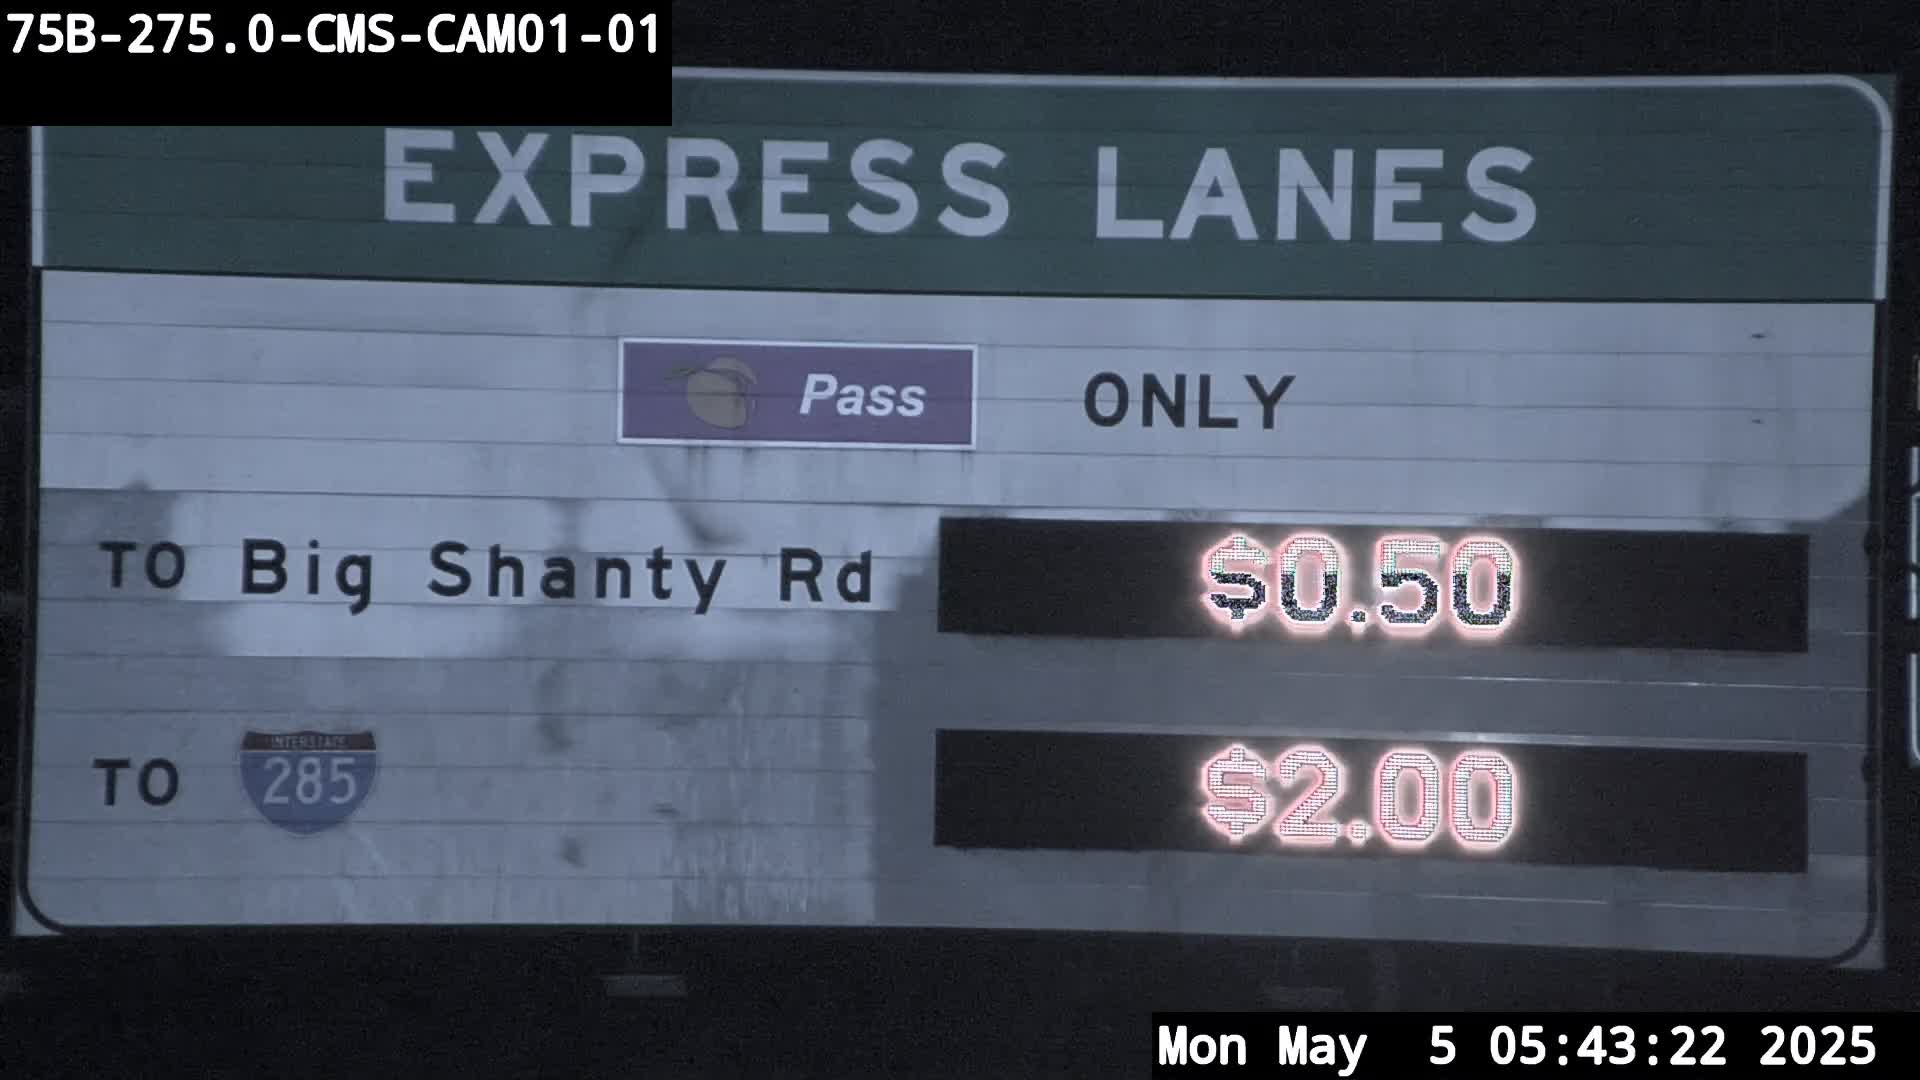 75B-275.0-CMS-CAM01-01
EXPRESS LANES
Pass ONLY
TO Big Shanty Rd $0.50
TO INTERSTATE 285 $2.00
Mon May 5 05:43:22 2025